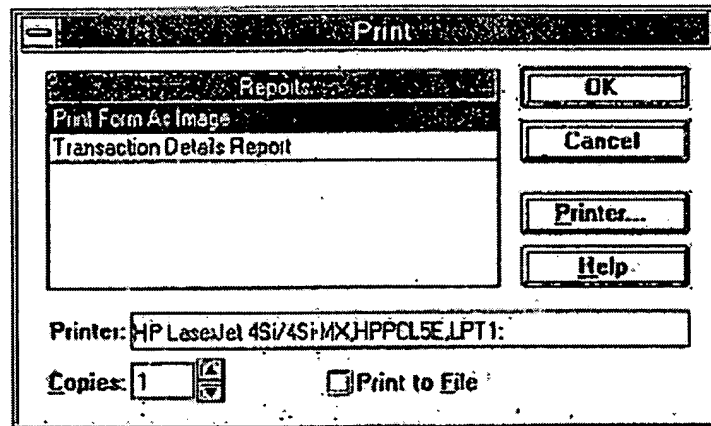 Print
Reports
Print Form As Image
Transaction Details Report
OK
Cancel
Printer...
Help
Printer: HP LaserJet 4Si/4Si MX,HPPCL5E,LPT1:
Copies: 1
Print to File